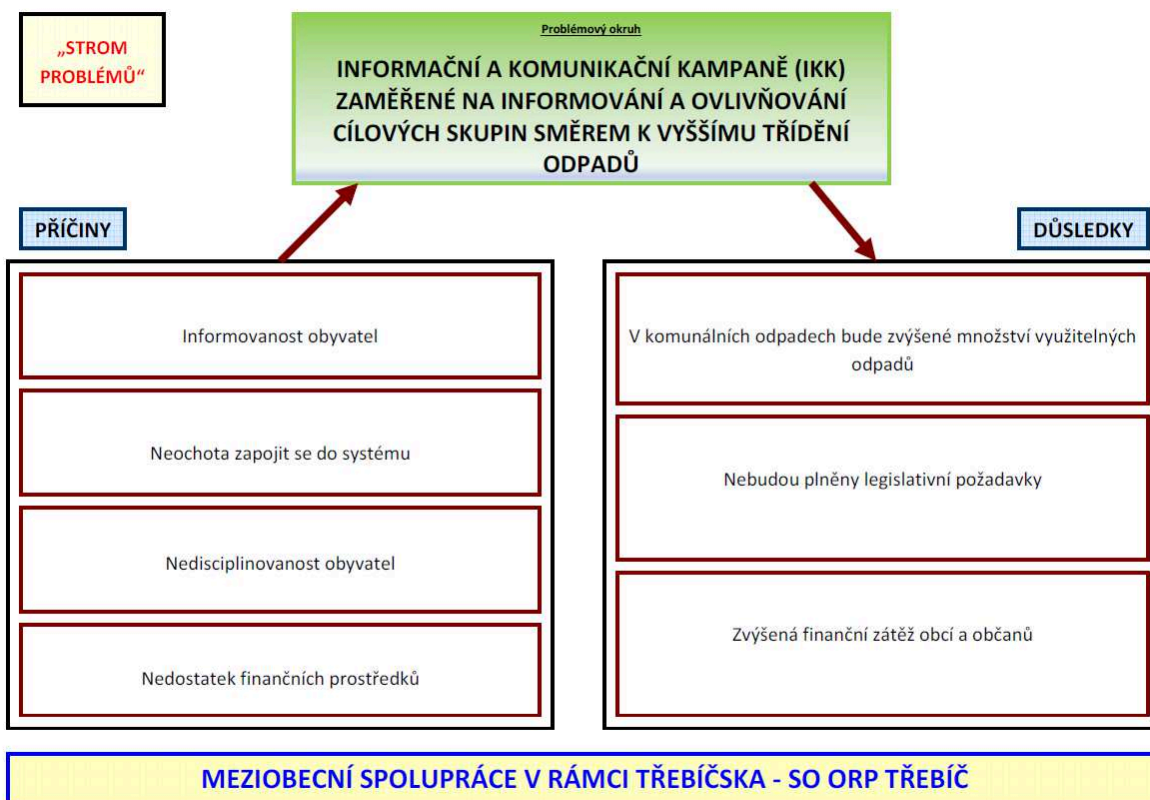 „STROM
PROBLÉMŮ“
Problémový okruh
INFORMAČNÍ A KOMUNIKAČNÍ KAMPANĚ (IKK)
ZAMĚŘENÉ NA INFORMOVÁNÍ A OVLIVŇOVÁNÍ
CÍLOVÝCH SKUPIN SMĚREM K VYŠŠÍMU TŘÍDĚNÍ
ODPADŮ
PŘÍČINY
Informovanost obyvatel
Neochota zapojit se do systému
Nedisciplinovanost obyvatel
Nedostatek finančních prostředků
DŮSLEDKY
V komunálních odpadech bude zvýšené množství využitelných
odpadů
Nebudou plněny legislativní požadavky
Zvýšená finanční zátěž obcí a občanů
MEZIOBECNÍ SPOLUPRÁCE V RÁMCI TŘEBÍČSKA - SO ORP TŘEBÍČ